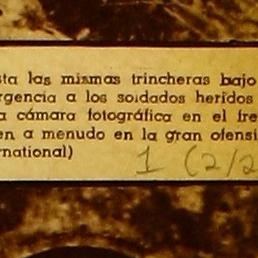 sta las mismas trincheras bajo
rgencia a los soldados heridos
a cámara fotográfica en el fre
en a menudo en la gran ofensi
rnational)
1 (2/2